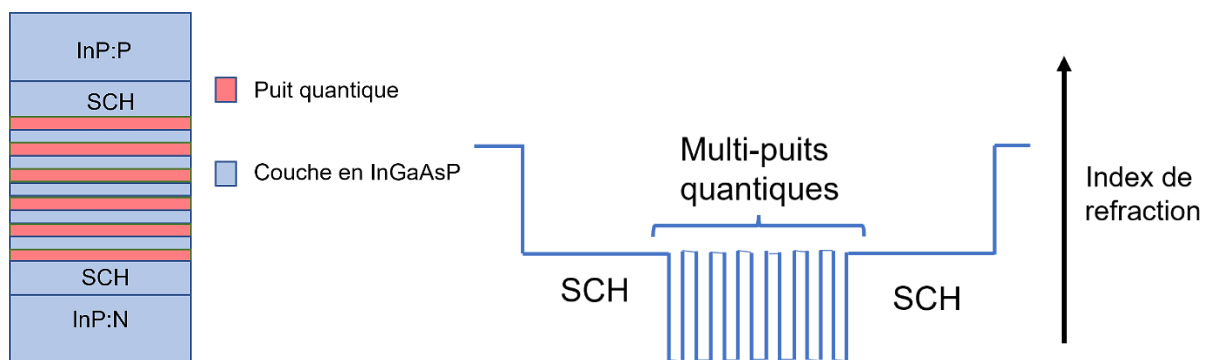 InP:P
SCH
SCH
InP:N
Puit quantique
Couche en InGaAsP
Multi-puits
quantiques
SCH
SCH
Index de
refraction